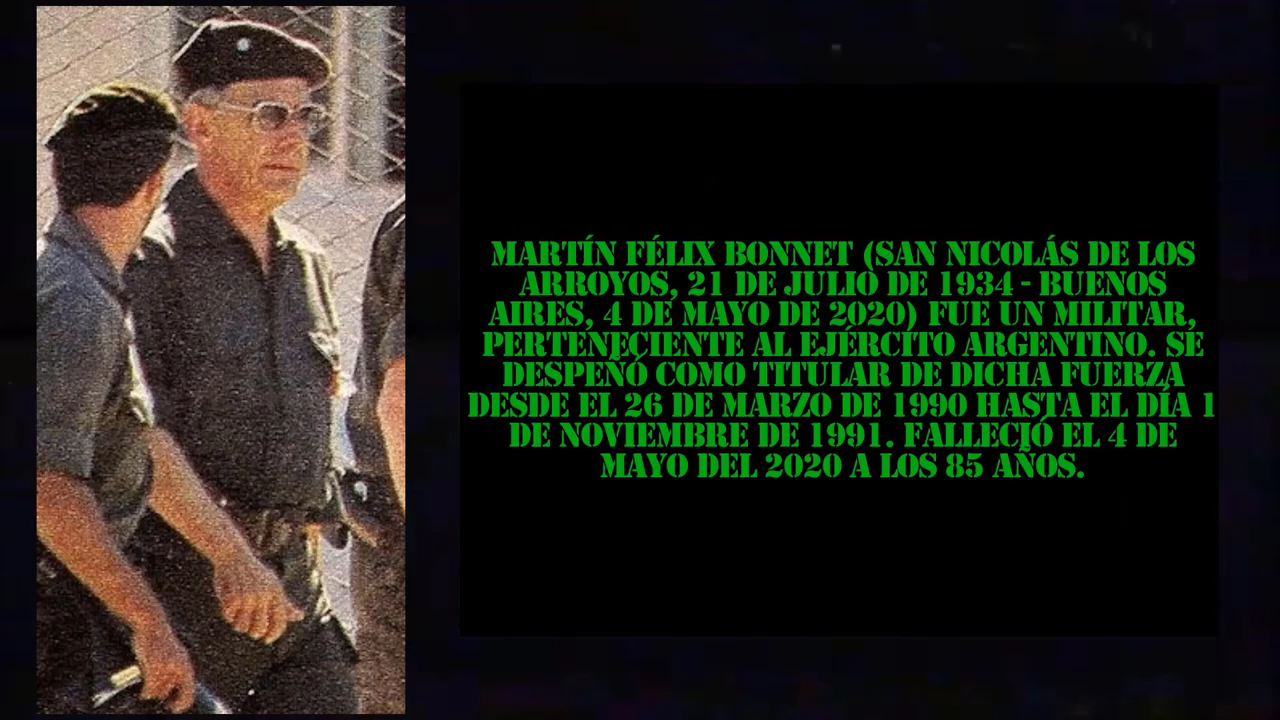 MARTÍN FÉLIX BONNET (SAN NICOLÁS DE LOS
ARROYOS, 21 DE JULIO DE 1934 - BUENOS
AIRES, 4 DE MAYO DE 2020) FUE UN MILITAR,
PERTENECIENTE AL EJÉRCITO ARGENTINO. SE
DESPEÑÓ COMO TITULAR DE DICHA FUERZA
DESDE EL 26 DE MARZO DE 1990 HASTA EL DÍA 1
DE NOVIEMBRE DE 1991. FALLECIÓ EL 4 DE
MAYO DEL 2020 A LOS 85 AÑOS.